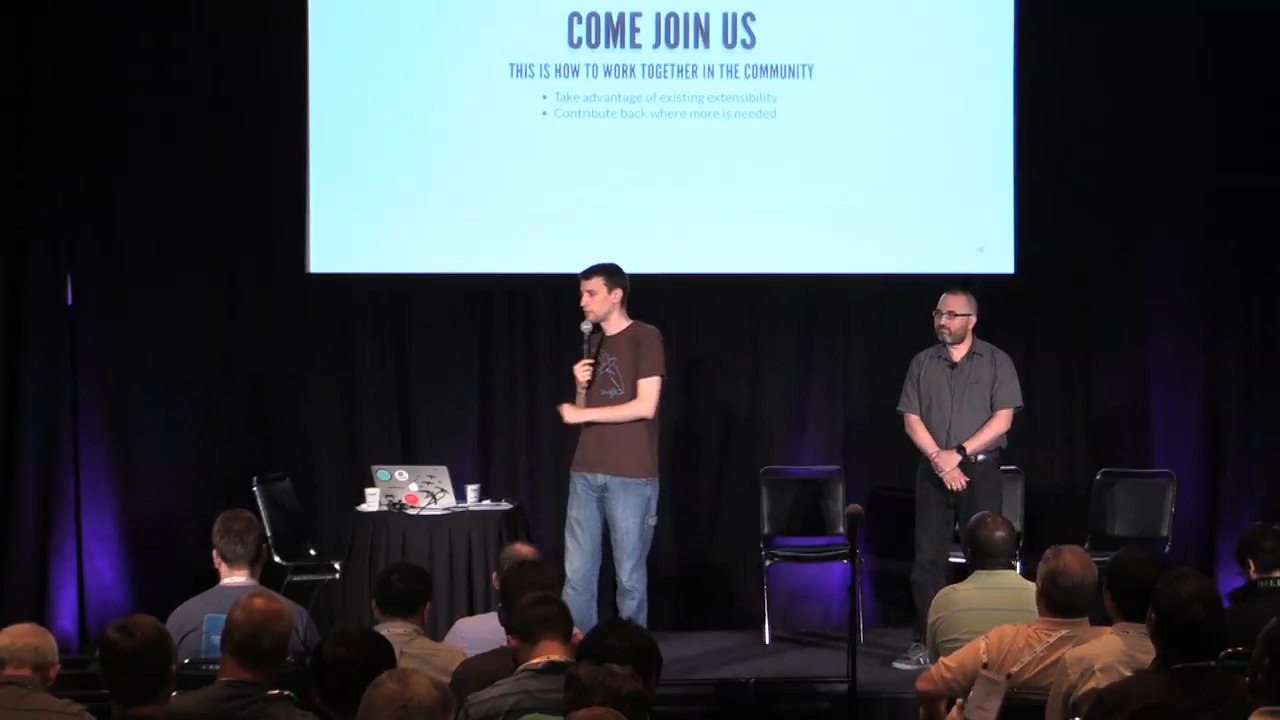 COME JOIN US
THIS IS HOW TO WORK TOGETHER IN THE COMMUNITY
• Take advantage of existing extensibility
• Contribute back where more is needed